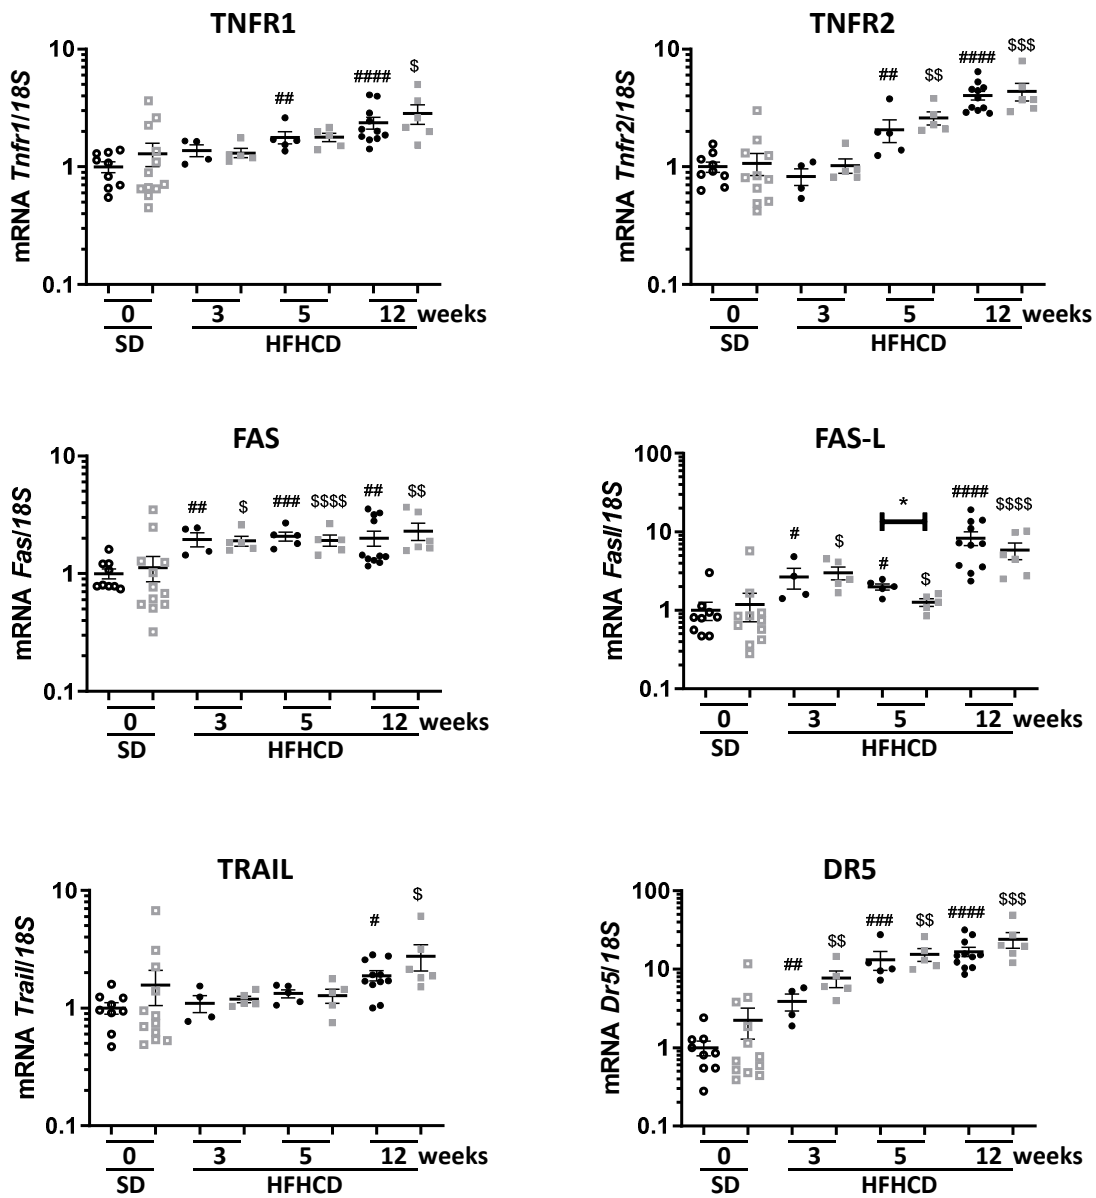 TNFR1
mRNA Tnfr1/18S
10
1
0.1
####
$
##
0 3 5 12 weeks
SD HFHCD
TNFR2
mRNA Tnfr2/18S
10
1
0.1
$$$
####
## $$
0 3 5 12 weeks
SD HFHCD
FAS
mRNA Fas/18S
10
1
0.1
## $ ### $$$$ ## $$
0 3 5 12 weeks
SD HFHCD
FAS-L
mRNA Fasl/18S
100
10
1
0.1
#### $$$$
*
# $ # $
0 3 5 12 weeks
SD HFHCD
TRAIL
mRNA Trail/18S
10
1
0.1
# $
0 3 5 12 weeks
SD HFHCD
DR5
mRNA Dr5/18S
100
10
1
0.1
## $$ ### $$ #### $$$
0 3 5 12 weeks
SD HFHCD